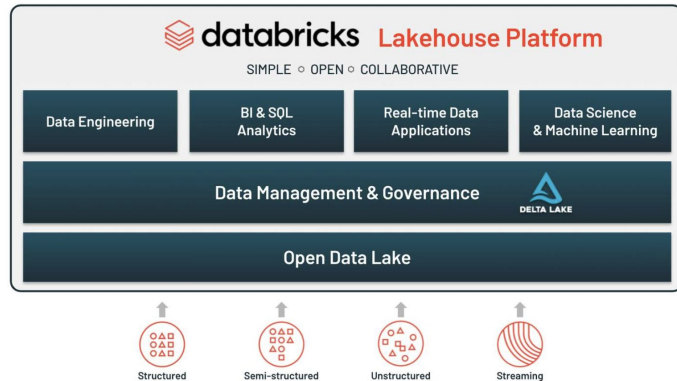 databricks Lakehouse Platform
SIMPLE ○ OPEN ○ COLLABORATIVE
Data Engineering
BI & SQL
Analytics
Real-time Data
Applications
Data Science
& Machine Learning
Data Management & Governance
DELTA LAKE
Open Data Lake
Structured
Semi-structured
Unstructured
Streaming